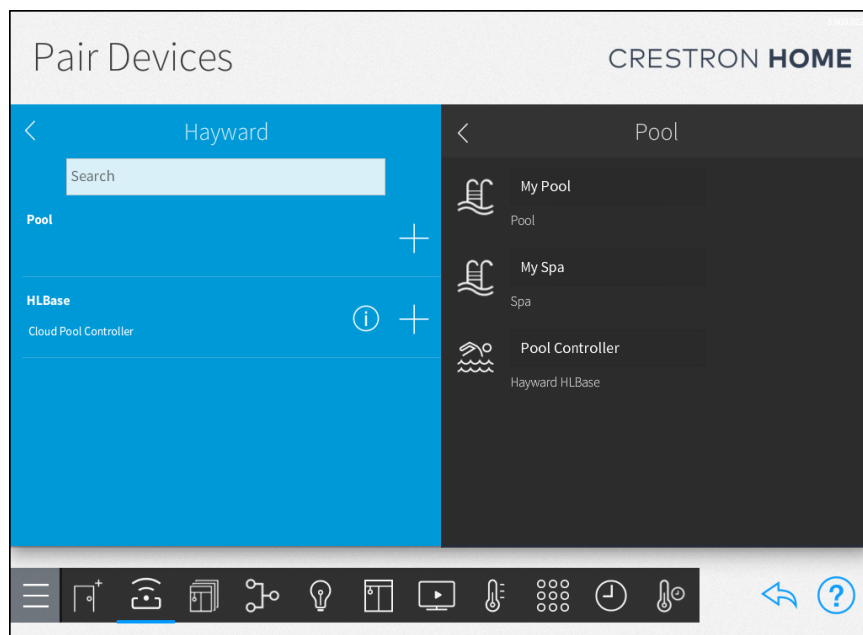 Pair Devices
CRESTRON HOME
Hayward
Search
Pool
HLBase
Cloud Pool Controller
i
Pool
My Pool
Pool
My Spa
Spa
Pool Controller
Hayward HLBase
?